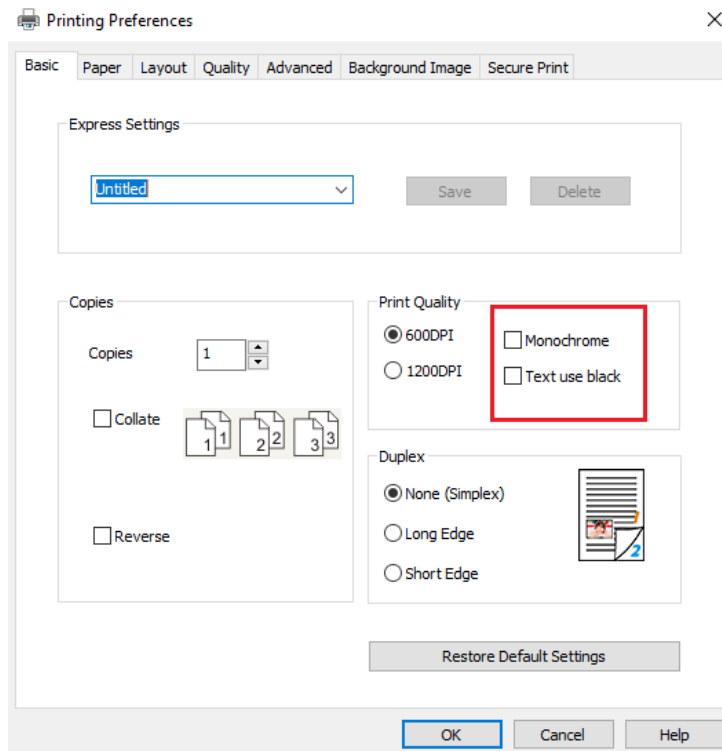 Printing Preferences
Basic Paper Layout Quality Advanced Background Image Secure Print
Express Settings
Untitled
Save Delete
Copies
Copies 1
Collate
1 1 2 2 3 3
Reverse
Print Quality
600DPI
1200DPI
Monochrome
Text use black
Duplex
None (Simplex)
Long Edge
Short Edge
1
2
Restore Default Settings
OK Cancel Help